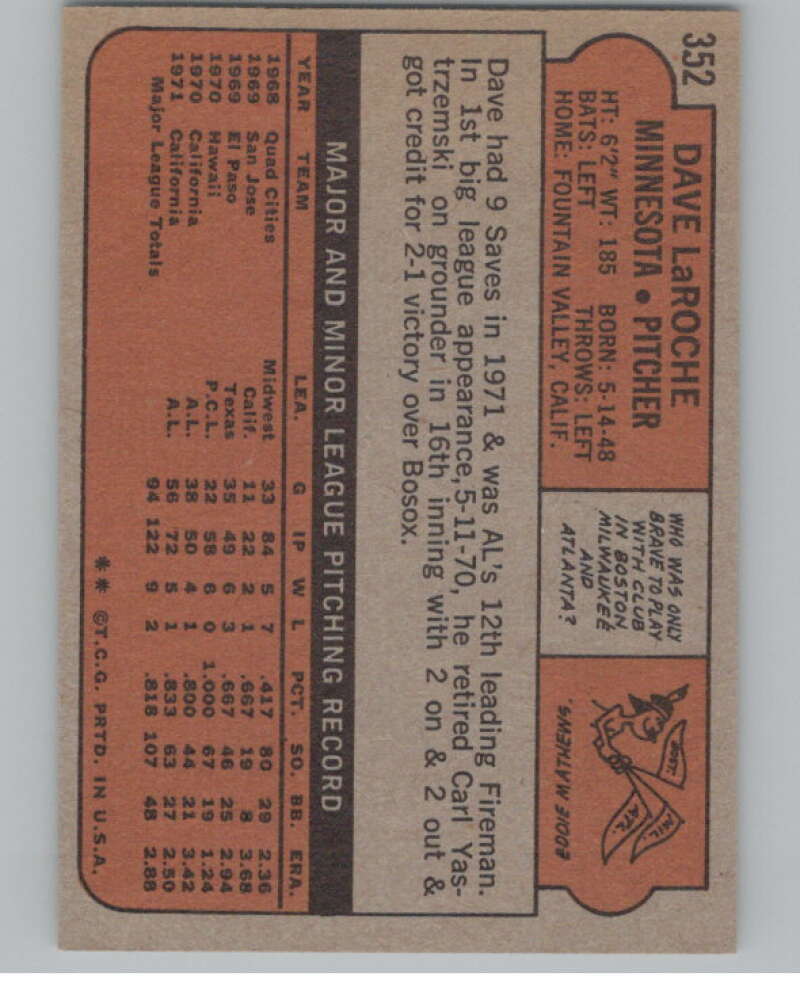 352
DAVE LaROCHE
MINNESOTA • PITCHER
HT: 6'2" WT: 185 BORN: 5-14-48
BATS: LEFT THROWS: LEFT
HOME: FOUNTAIN VALLEY, CALIF.
WHO WAS ONLY
BRAVE TO PLAY
WITH CLUB
IN BOSTON,
MILWAUKEE
AND
ATLANTA?
BOST.
MIL.
ATL.
EDDIE MATHEWS.
Dave had 9 Saves in 1971 & was AL's 12th leading Fireman.
In 1st big league appearance, 5-11-70, he retired Carl Yas-
trzemski on grounder in 16th inning with 2 on & 2 out &
got credit for 2-1 victory over Bosox.
MAJOR AND MINOR LEAGUE PITCHING RECORD
YEAR TEAM LEA. G IP W L PCT. SO. BB. ERA.
1968 Quad Cities Midwest 33 84 5 7 .417 80 29 2.36
1969 San Jose Calif. 11 22 2 1 .667 19 8 3.68
1969 El Paso Texas 35 49 6 3 .667 46 25 2.94
1970 Hawaii P.C.L. 22 58 6 0 1.000 67 19 1.24
1970 California A.L. 38 50 4 1 .800 44 21 3.42
1971 California A.L. 56 72 5 1 .833 63 27 2.50
Major League Totals 94 122 9 2 .818 107 48 2.88
** ©T.C.G. PRTD. IN U.S.A.